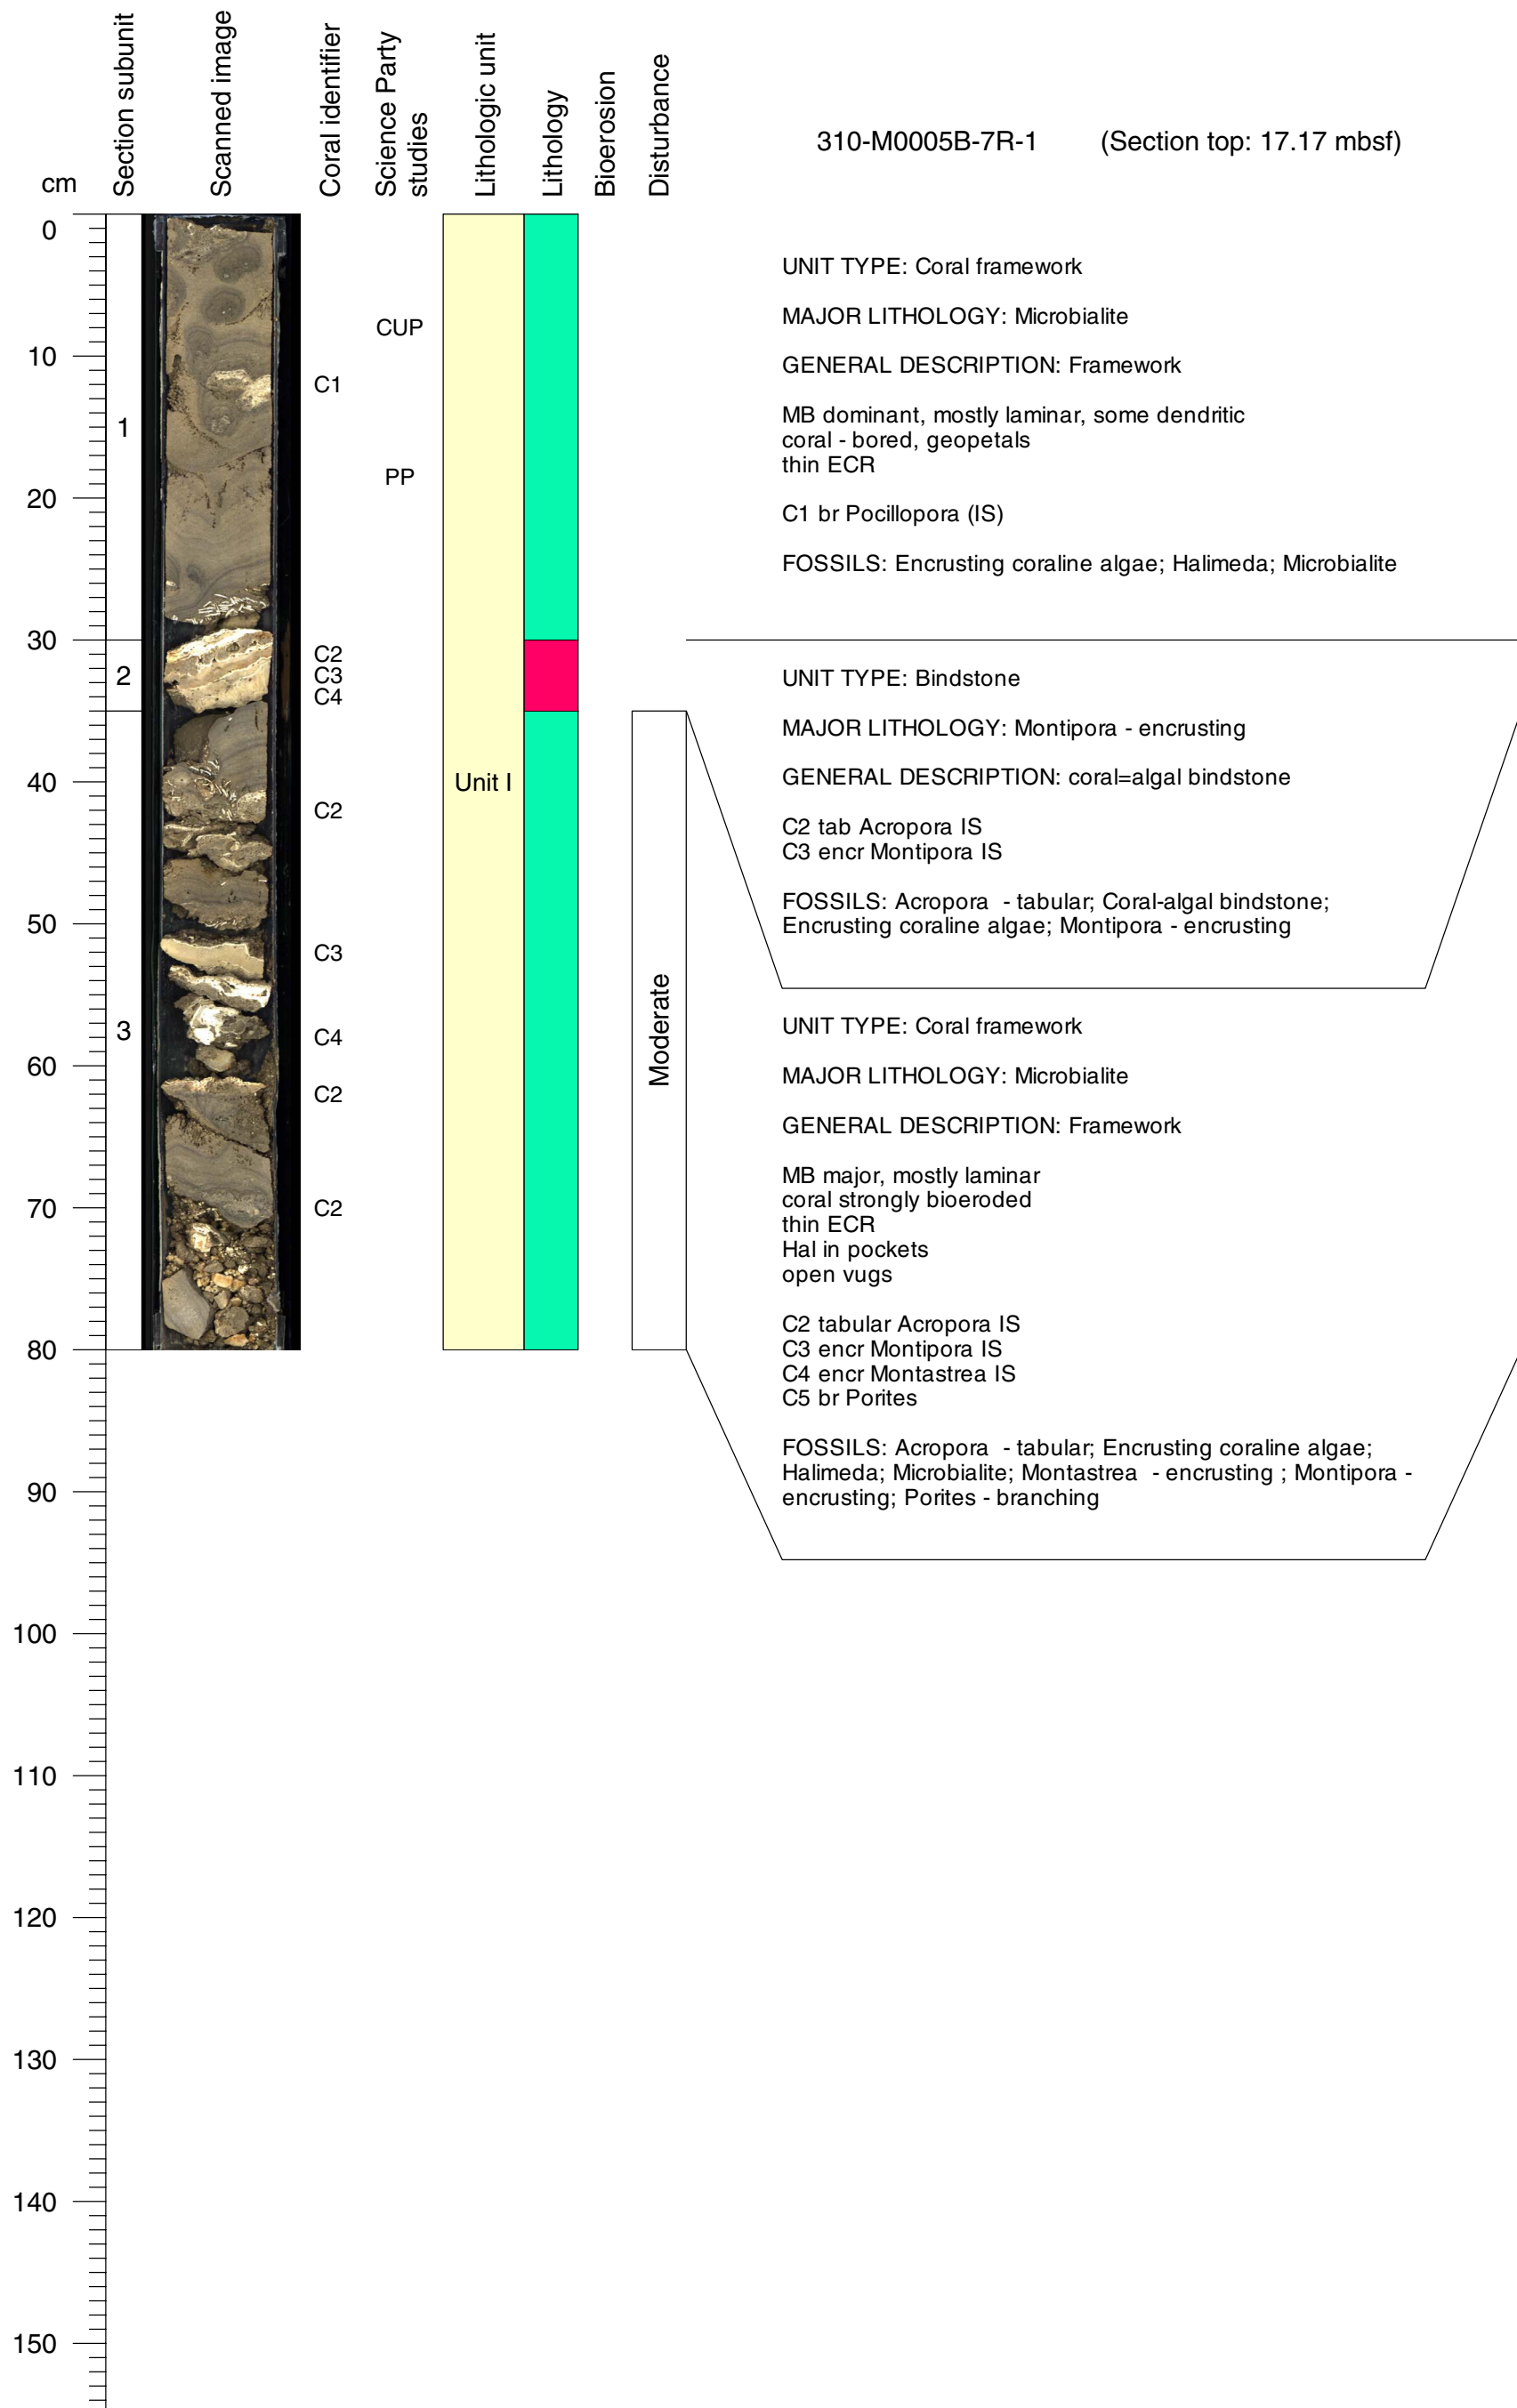 Section subunit
Scanned image
Coral identifier
Science Party
studies
Lithologic unit
Lithology
Bioerosion
Disturbance
310-M0005B-7R-1 (Section top: 17.17 mbsf)
cm
0
10
20
30
40
50
60
70
80
90
100
110
120
130
140
150
1
2
3
C1
C2
C3
C4
C2
C3
C4
C2
C2
CUP
PP
Unit I
Moderate
UNIT TYPE: Coral framework
MAJOR LITHOLOGY: Microbialite
GENERAL DESCRIPTION: Framework
MB dominant, mostly laminar, some dendritic
coral - bored, geopetals
thin ECR
C1 br Pocillopora (IS)
FOSSILS: Encrusting coraline algae; Halimeda; Microbialite
UNIT TYPE: Bindstone
MAJOR LITHOLOGY: Montipora - encrusting
GENERAL DESCRIPTION: coral=algal bindstone
C2 tab Acropora IS
C3 encr Montipora IS
FOSSILS: Acropora - tabular; Coral-algal bindstone;
Encrusting coraline algae; Montipora - encrusting
UNIT TYPE: Coral framework
MAJOR LITHOLOGY: Microbialite
GENERAL DESCRIPTION: Framework
MB major, mostly laminar
coral strongly bioeroded
thin ECR
Hal in pockets
open vugs
C2 tabular Acropora IS
C3 encr Montipora IS
C4 encr Montastrea IS
C5 br Porites
FOSSILS: Acropora - tabular; Encrusting coraline algae;
Halimeda; Microbialite; Montastrea - encrusting ; Montipora -
encrusting; Porites - branching